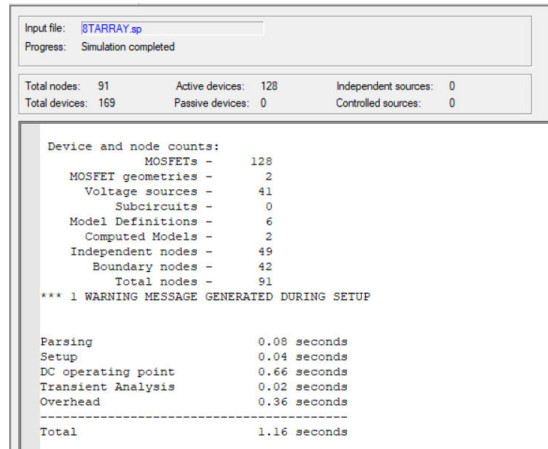 Input file: 8TARRAY.sp
Progress: Simulation completed
Total nodes: 91 Active devices: 128 Independent sources: 0
Total devices: 169 Passive devices: 0 Controlled sources: 0
Device and node counts:
MOSFETs - 128
MOSFET geometries - 2
Voltage sources - 41
Subcircuits - 0
Model Definitions - 6
Computed Models - 2
Independent nodes - 49
Boundary nodes - 42
Total nodes - 91
*** 1 WARNING MESSAGE GENERATED DURING SETUP
Parsing 0.08 seconds
Setup 0.04 seconds
DC operating point 0.66 seconds
Transient Analysis 0.02 seconds
Overhead 0.36 seconds
-----------------------------------------
Total 1.16 seconds